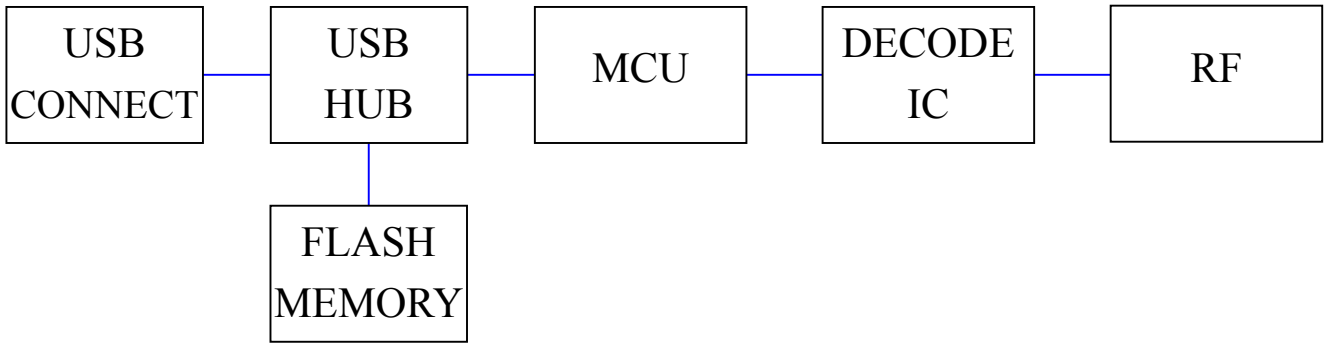 USB
CONNECT
USB
HUB
MCU
DECODE
IC
RF
FLASH
MEMORY